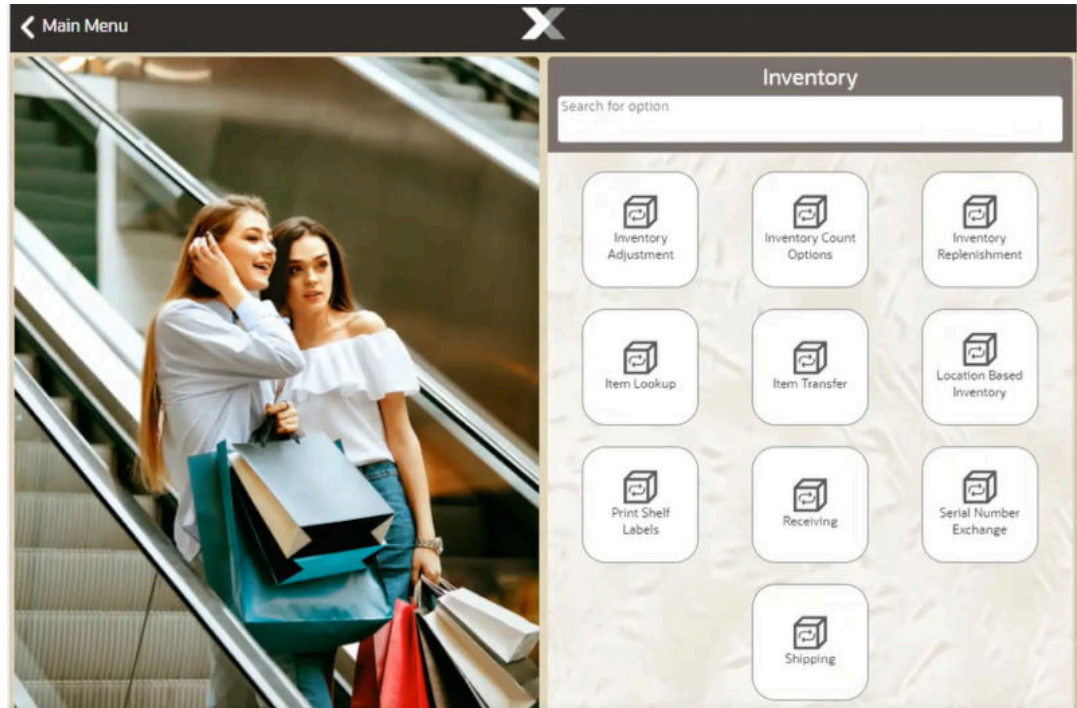 Main Menu
Inventory
Search for option
Inventory
Adjustment
Inventory Count
Options
Inventory
Replenishment
Item Lookup
Item Transfer
Location Based
Inventory
Print Shelf
Labels
Receiving
Serial Number
Exchange
Shipping